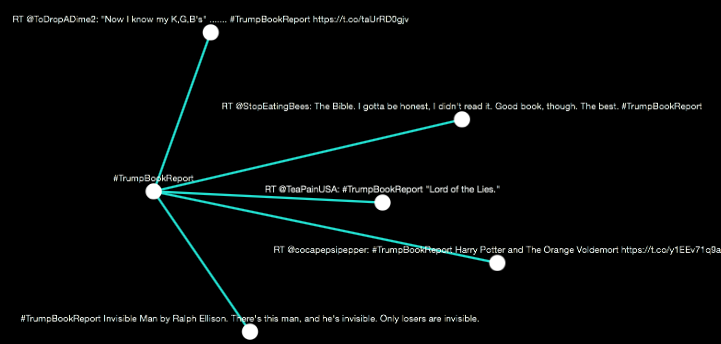 RT @ToDropADime2: "Now I know my K,G,B's" ....... #TrumpBookReport https://t.co/taUrRD0gjv
RT @StopEatingBees: The Bible. I gotta be honest, I didn't read it. Good book, though. The best. #TrumpBookReport
#TrumpBookReport
RT @TeaPainUSA: #TrumpBookReport "Lord of the Lies."
RT @cocapepsipepper: #TrumpBookReport Harry Potter and The Orange Voldemort https://t.co/y1EEv71q9a
#TrumpBookReport Invisible Man by Ralph Ellison. There's this man, and he's invisible. Only losers are invisible.